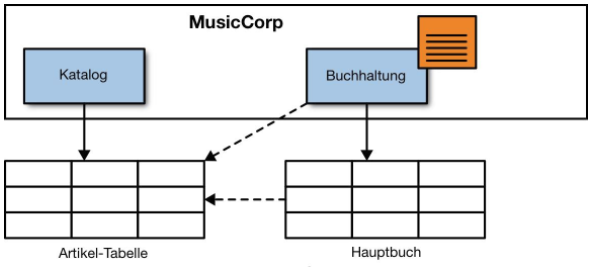 MusicCorp
Katalog
Buchhaltung
Artikel-Tabelle
Hauptbuch